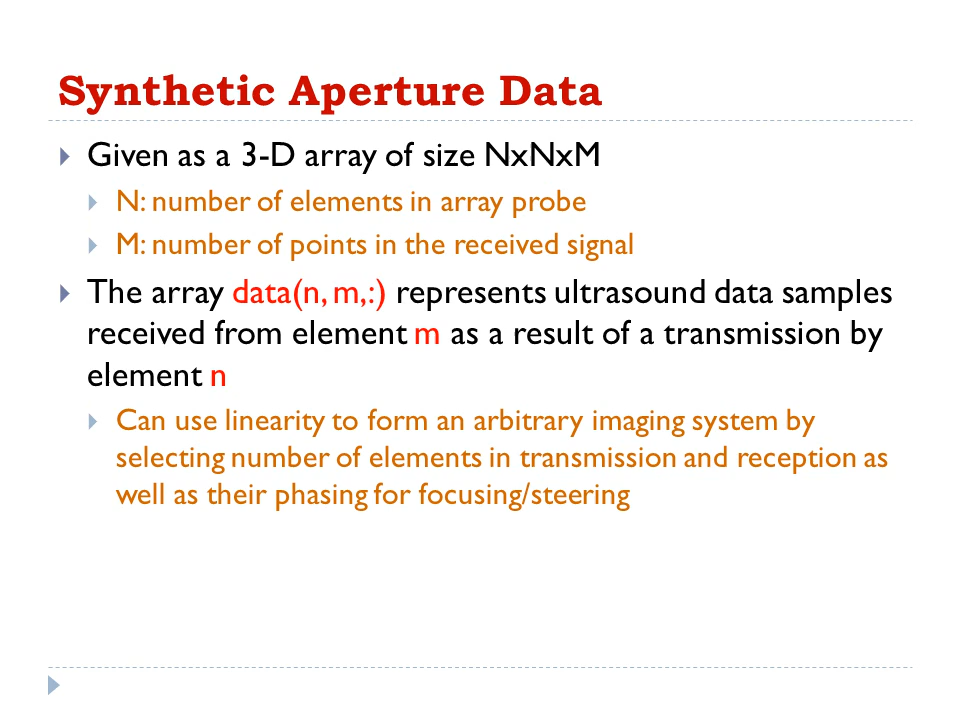 Synthetic Aperture Data
Given as a 3-D array of size NxNxM
N: number of elements in array probe
M: number of points in the received signal
The array data(n, m,:) represents ultrasound data samples
received from element m as a result of a transmission by
element n
Can use linearity to form an arbitrary imaging system by
selecting number of elements in transmission and reception as
well as their phasing for focusing/steering